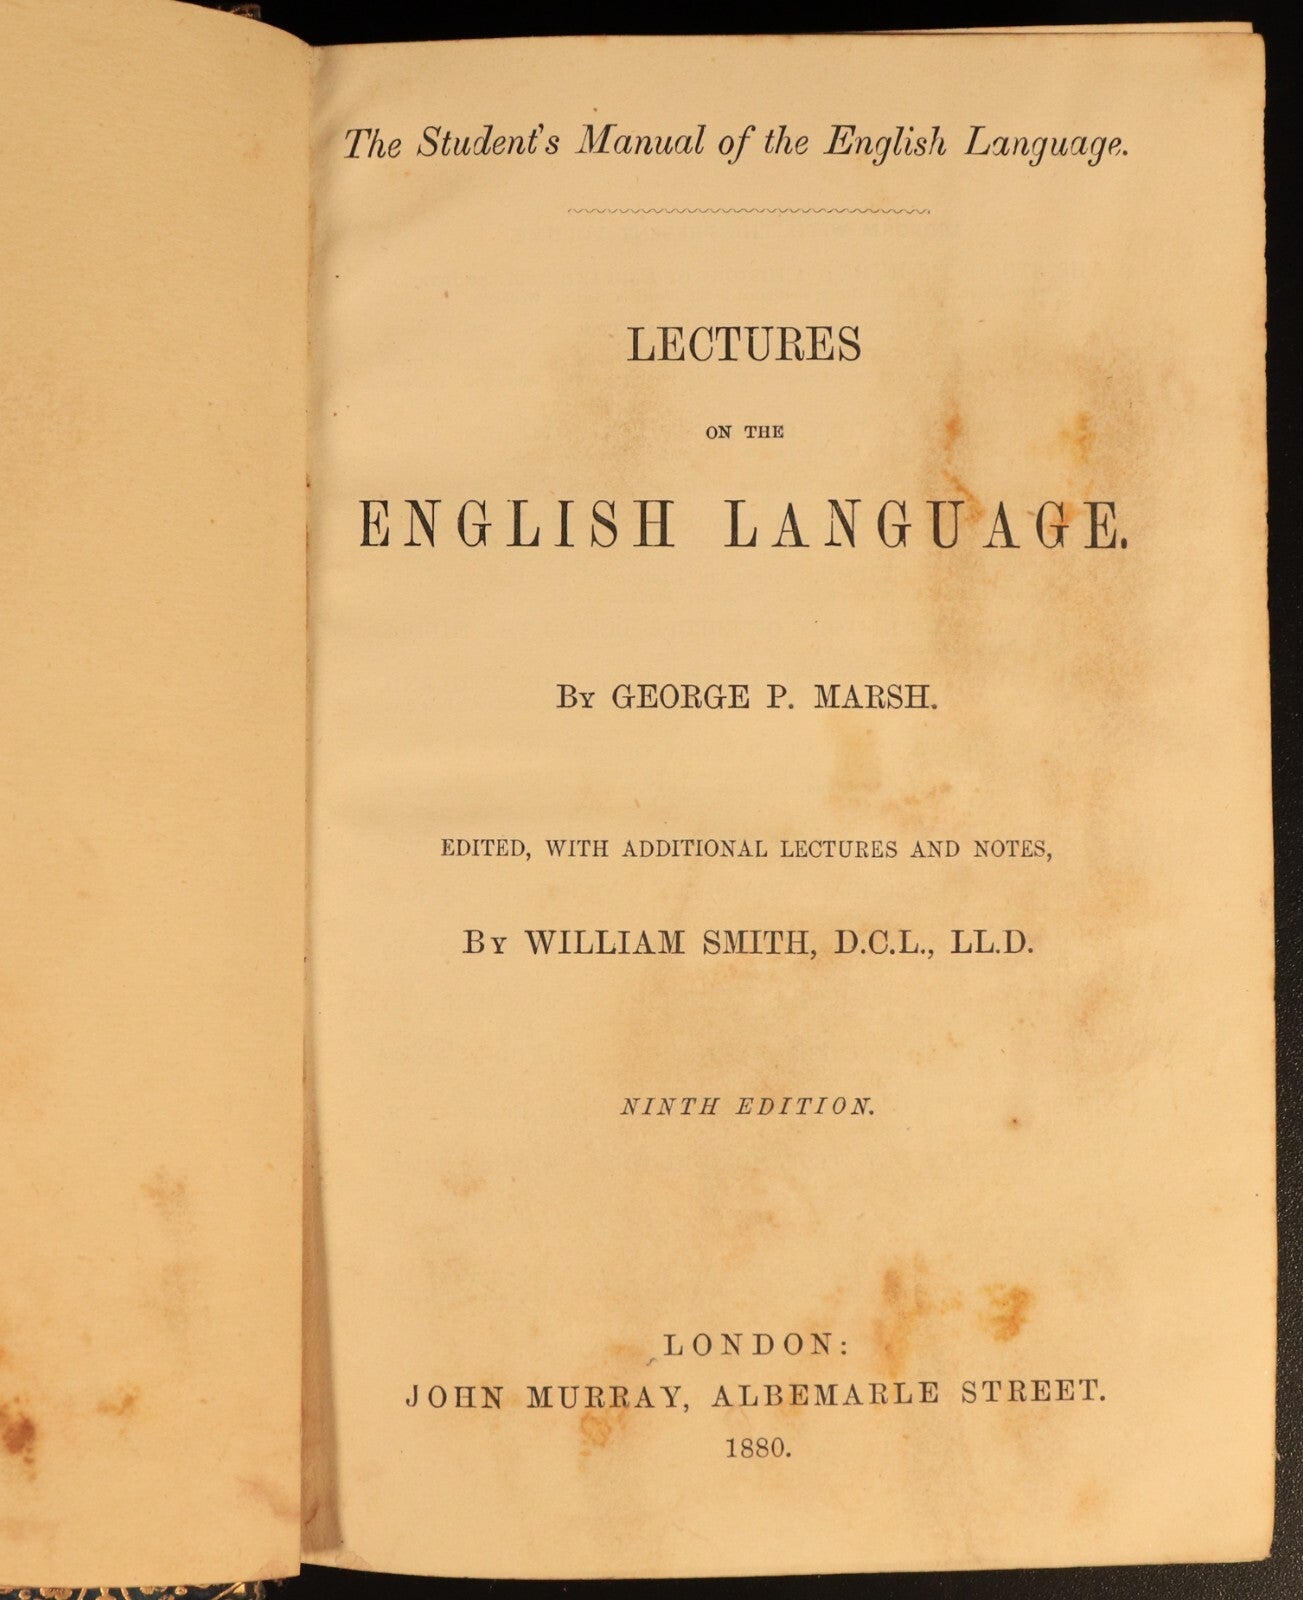 The Student's Manual of the English Language.
LECTURES
ON THE
ENGLISH LANGUAGE.
By GEORGE P. MARSH.
EDITED, WITH ADDITIONAL LECTURES AND NOTES,
By WILLIAM SMITH, D.C.L., LL.D.
NINTH EDITION.
LONDON:
JOHN MURRAY, ALBEMARLE STREET.
1880.